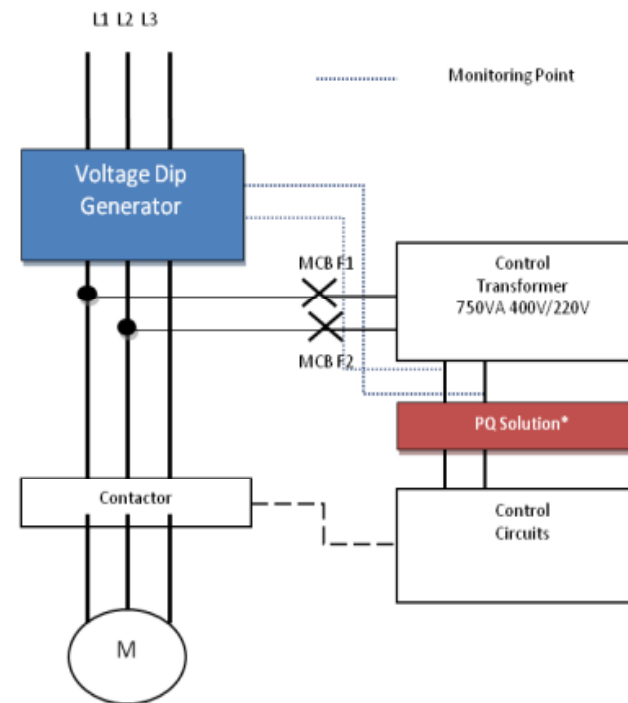 L1 L2 L3
Monitoring Point
Voltage Dip
Generator
MCB F1
Control
Transformer
750VA 400V/220V
MCB F2
PQ Solution*
Contactor
Control
Circuits
M